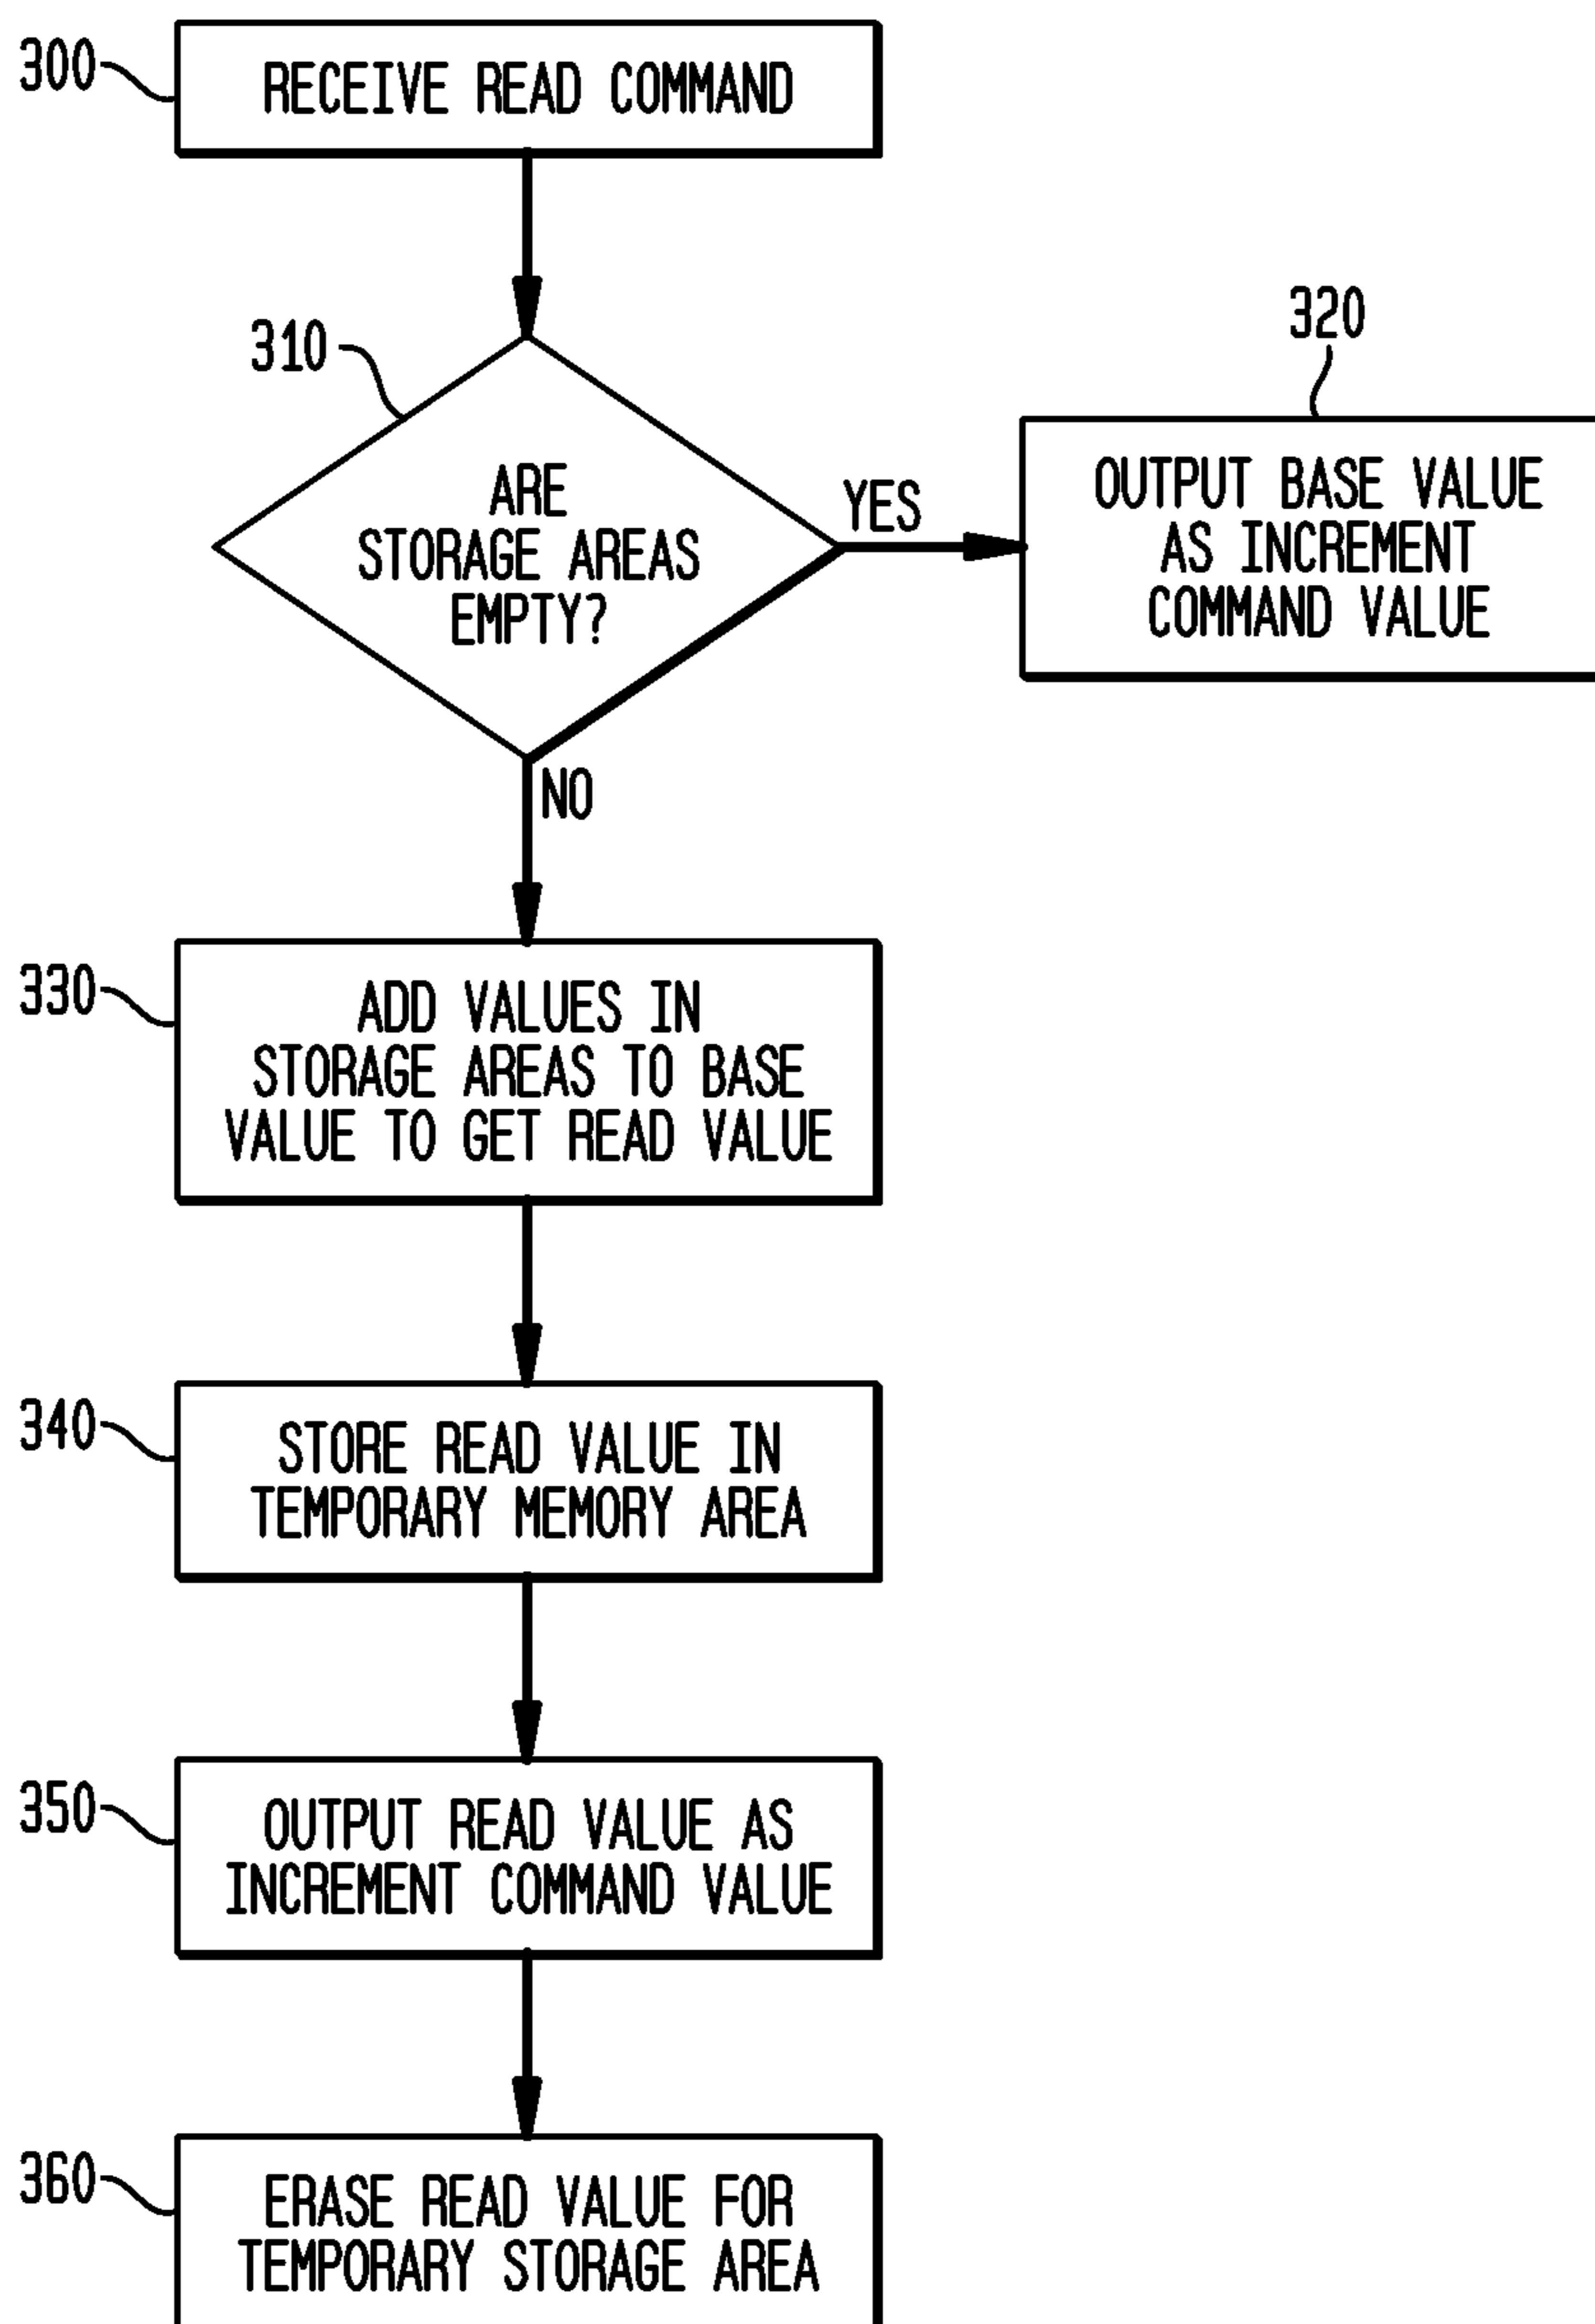 300
RECEIVE READ COMMAND
310
ARE
STORAGE AREAS
EMPTY?
YES
320
OUTPUT BASE VALUE
AS INCREMENT
COMMAND VALUE
NO
330
ADD VALUES IN
STORAGE AREAS TO BASE
VALUE TO GET READ VALUE
340
STORE READ VALUE IN
TEMPORARY MEMORY AREA
350
OUTPUT READ VALUE AS
INCREMENT COMMAND VALUE
360
ERASE READ VALUE FOR
TEMPORARY STORAGE AREA